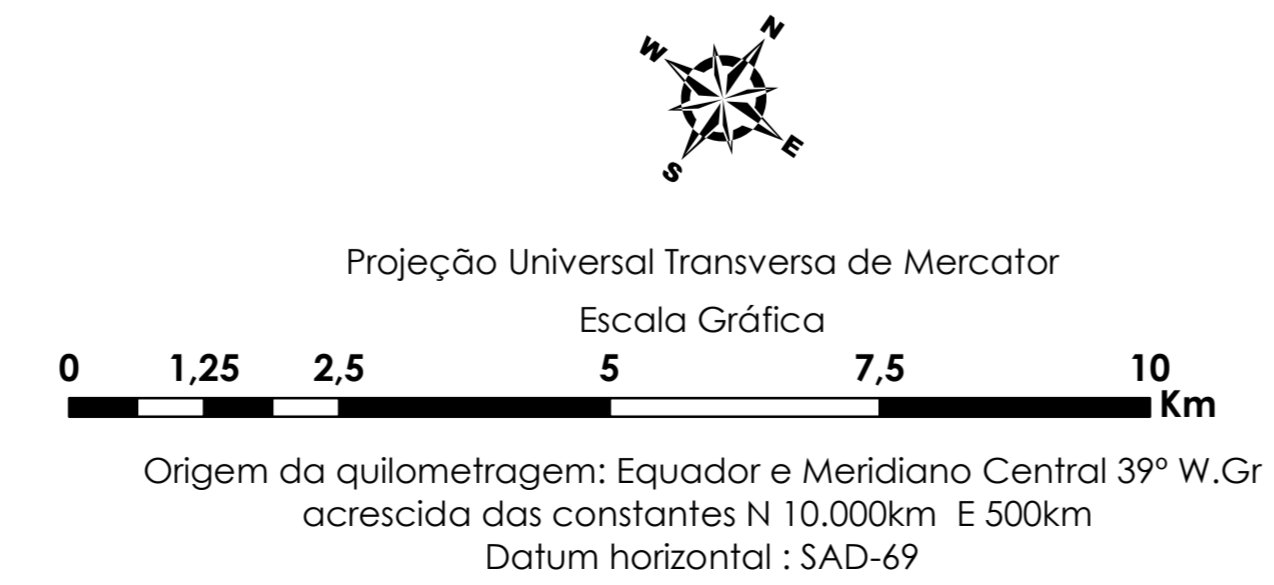 N
W
E
S
Projeção Universal Transversa de Mercator
Escala Gráfica
0 1,25 2,5 5 7,5 10
Km
Origem da quilometragem: Equador e Meridiano Central 39º W.Gr
acrescida das constantes N 10.000km E 500km
Datum horizontal : SAD-69